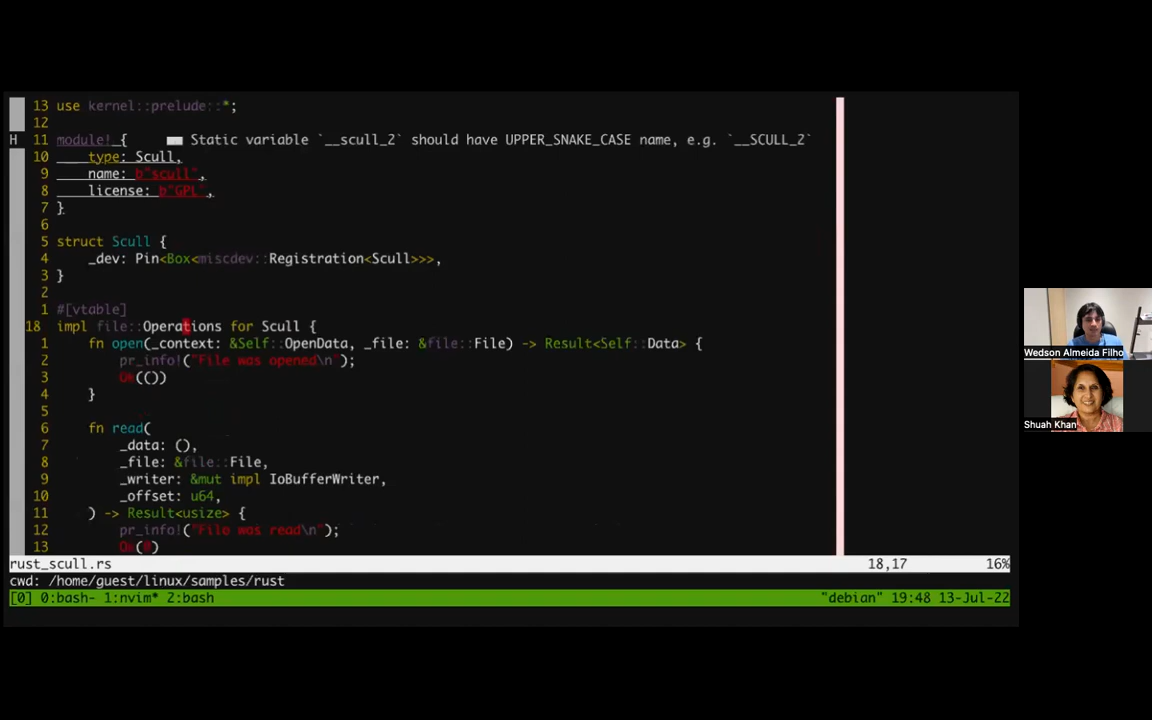 13 use kernel::prelude::*;
12
H 11 module! {     Static variable `__scull_2` should have UPPER_SNAKE_CASE name, e.g. `__SCULL_2`
10     type: Scull,
9     name: b"scull",
8     license: b"GPL",
7 }
6
5 struct Scull {
4     _dev: Pin<Box<miscdev::Registration<Scull>>>,
3 }
2
1 #[vtable]
18 impl file::Operations for Scull {
1     fn open(_context: &Self::OpenData, _file: &file::File) -> Result<Self::Data> {
2         pr_info!("File was opened\n");
3         Ok(())
4     }
5
6     fn read(
7         _data: (),
8         _file: &file::File,
9         _writer: &mut impl IoBufferWriter,
10         _offset: u64,
11     ) -> Result<usize> {
12         pr_info!("File was read\n");
13         Ok(0)
rust_scull.rs 18,17 16%
cwd: /home/guest/linux/samples/rust
[0] 0:bash- 1:nvim* 2:bash "debian" 19:48 13-Jul-22
Wedson Almeida Filho
Shuah Khan